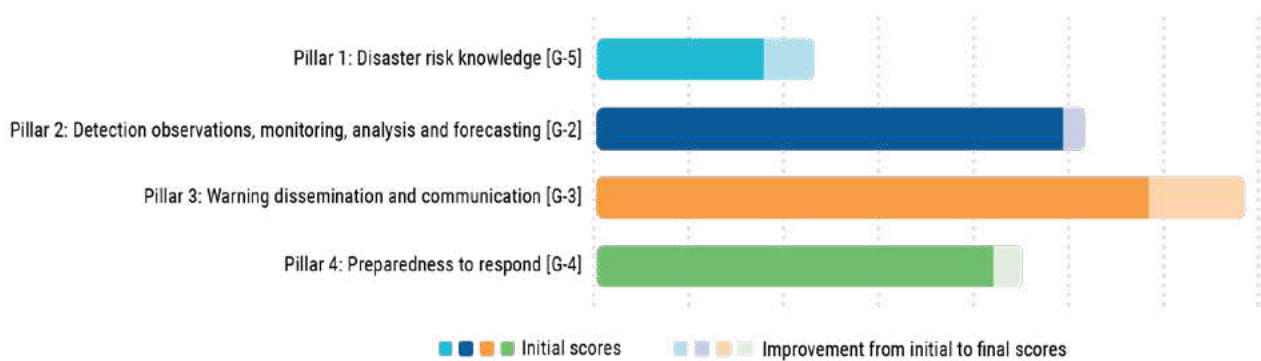 Pillar 1: Disaster risk knowledge [G-5]
Pillar 2: Detection observations, monitoring, analysis and forecasting [G-2]
Pillar 3: Warning dissemination and communication [G-3]
Pillar 4: Preparedness to respond [G-4]
Initial scores
Improvement from initial to final scores